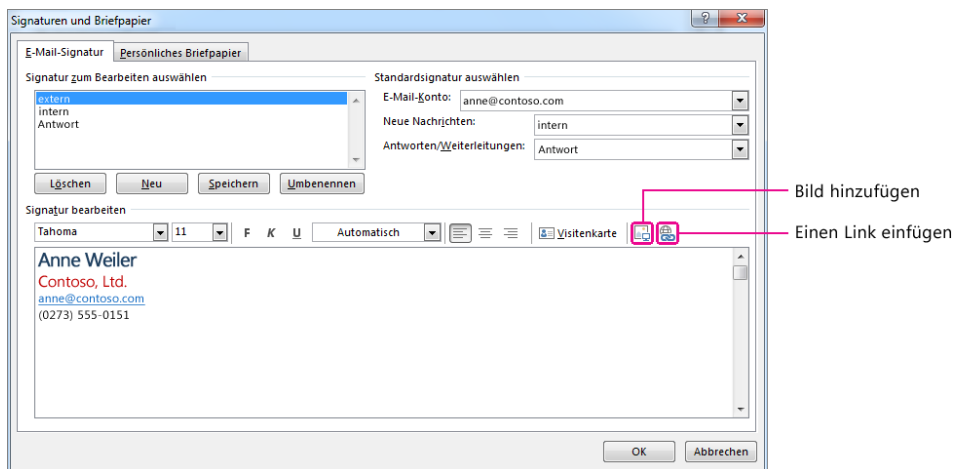 Signaturen und Briefpapier
E-Mail-Signatur Persönliches Briefpapier
Signatur zum Bearbeiten auswählen
extern
intern
Antwort
Löschen Neu Speichern Umbenennen
Standardsignatur auswählen
E-Mail-Konto: anne@contoso.com
Neue Nachrichten: intern
Antworten/Weiterleitungen: Antwort
Signatur bearbeiten
Tahoma 11 F K U Automatisch Visitenkarte
Bild hinzufügen
Einen Link einfügen
Anne Weiler
Contoso, Ltd.
anne@contoso.com
(0273) 555-0151
OK Abbrechen